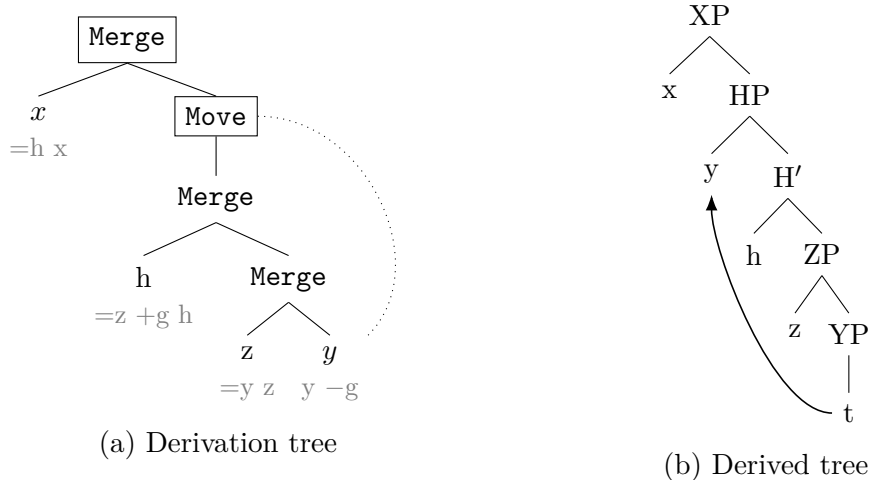 Merge
x
=h x
Move
Merge
h
=z +g h
Merge
z
=y z
y
y −g
(a) Derivation tree
XP
x
HP
y
H′
h
ZP
z
YP
t
(b) Derived tree